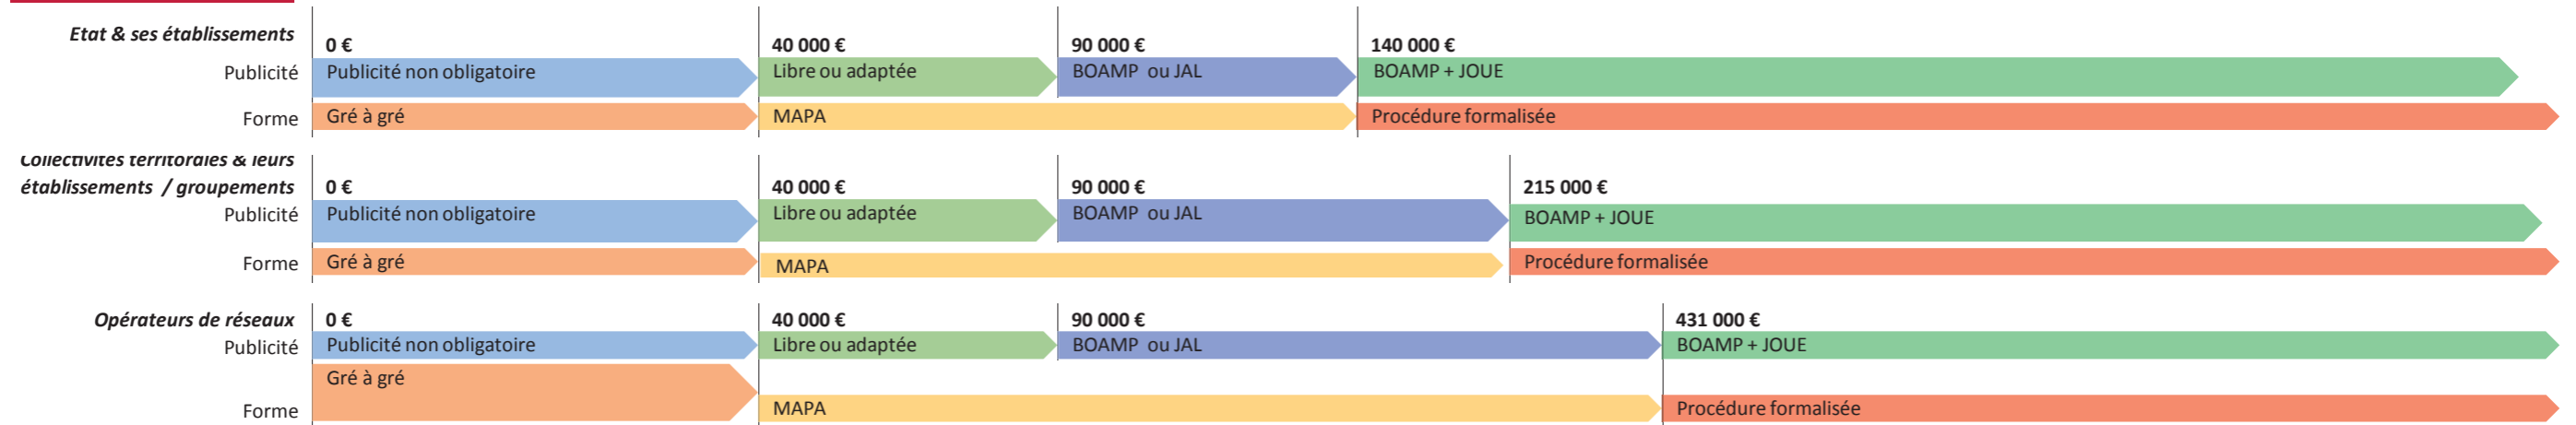 Etat & ses établissements
0 € 40 000 € 90 000 € 140 000 €
Publicité Publicité non obligatoire Libre ou adaptée BOAMP ou JAL BOAMP + JOUE
Forme Gré à gré MAPA Procédure formalisée
Collectivités territoriales & leurs
établissements / groupements 0 € 40 000 € 90 000 € 215 000 €
Publicité Publicité non obligatoire Libre ou adaptée BOAMP ou JAL BOAMP + JOUE
Forme Gré à gré MAPA Procédure formalisée
Opérateurs de réseaux 0 € 40 000 € 90 000 € 431 000 €
Publicité Publicité non obligatoire Libre ou adaptée BOAMP ou JAL BOAMP + JOUE
Gré à gré
Forme MAPA Procédure formalisée